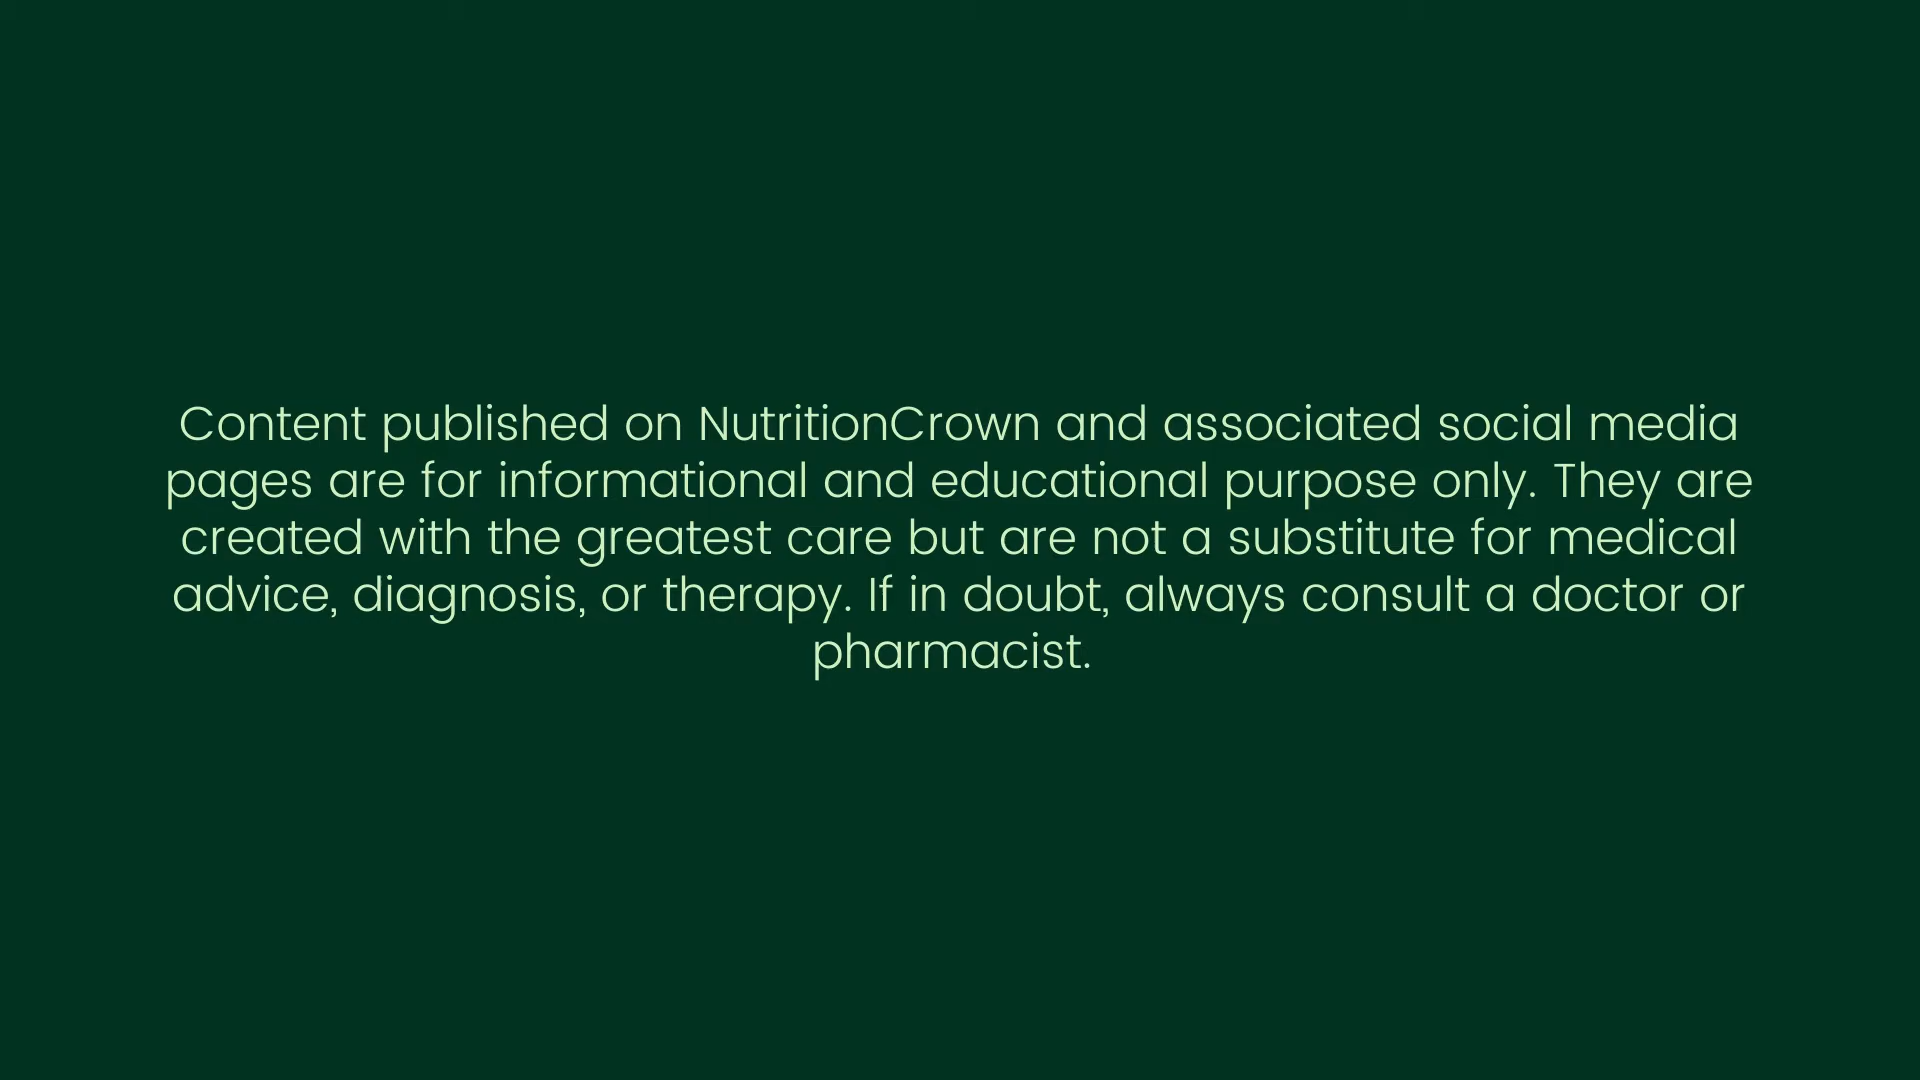 Content published on NutritionCrown and associated social media
pages are for informational and educational purpose only. They are
created with the greatest care but are not a substitute for medical
advice, diagnosis, or therapy. If in doubt, always consult a doctor or
pharmacist.